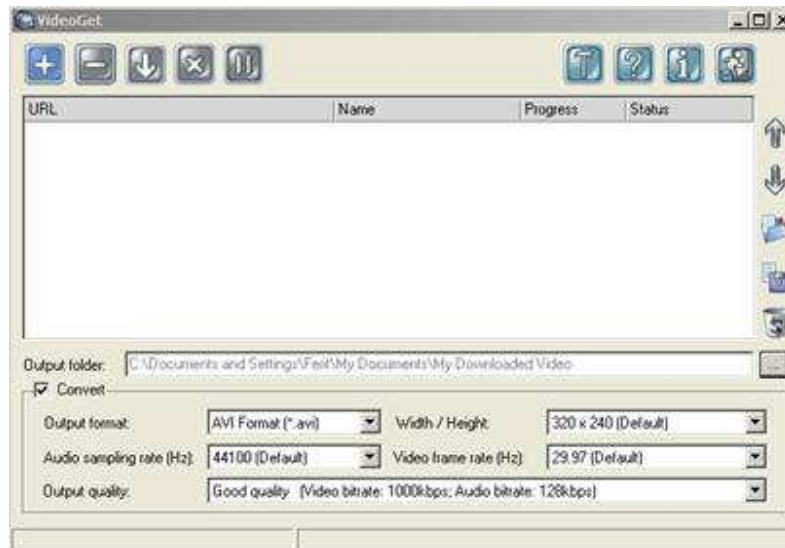 VideoGet
URL Name Progress Status
Output folder: C:\Documents and Settings\Ferit\My Documents\My Downloaded Video ...
Convert
Output format: AVI Format (*.avi) Width / Height: 320 x 240 (Default)
Audio sampling rate (Hz): 44100 (Default) Video frame rate (Hz): 29.97 (Default)
Output quality: Good quality (Video bitrate: 1000kbps; Audio bitrate: 128kbps)